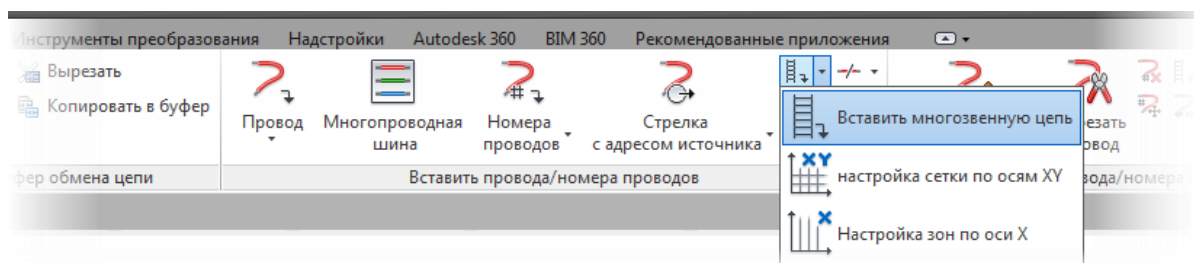 Инструменты преобразования Надстройки Autodesk 360 BIM 360 Рекомендованные приложения
Вырезать
Копировать в буфер
Провод
Многопроводная
шина
Номера
проводов
Стрелка
с адресом источника
Вставить многозвенную цепь
настройка сетки по осям XY
Настройка зон по оси X
езать
овод
фер обмена цепи
Вставить провода/номера проводов
вода/номера